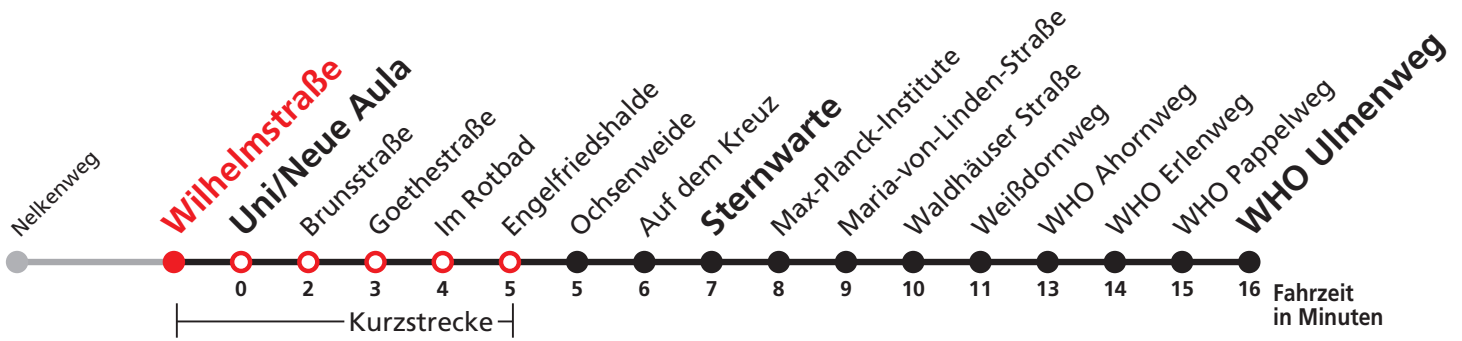 Nelkenweg
Wilhelmstraße
Uni/Neue Aula
Brunsstraße
Goethestraße
Im Rotbad
Engelfriedshalde
Ochsenweide
Auf dem Kreuz
Sternwarte
Max-Planck-Institute
Maria-von-Linden-Straße
Waldhäuser Straße
Weißdornweg
WHO Ahornweg
WHO Erlenweg
WHO Pappelweg
WHO Ulmenweg
0 2 3 4 5 5 6 7 8 9 10 11 13 14 15 16
Fahrzeit
in Minuten
Kurzstrecke